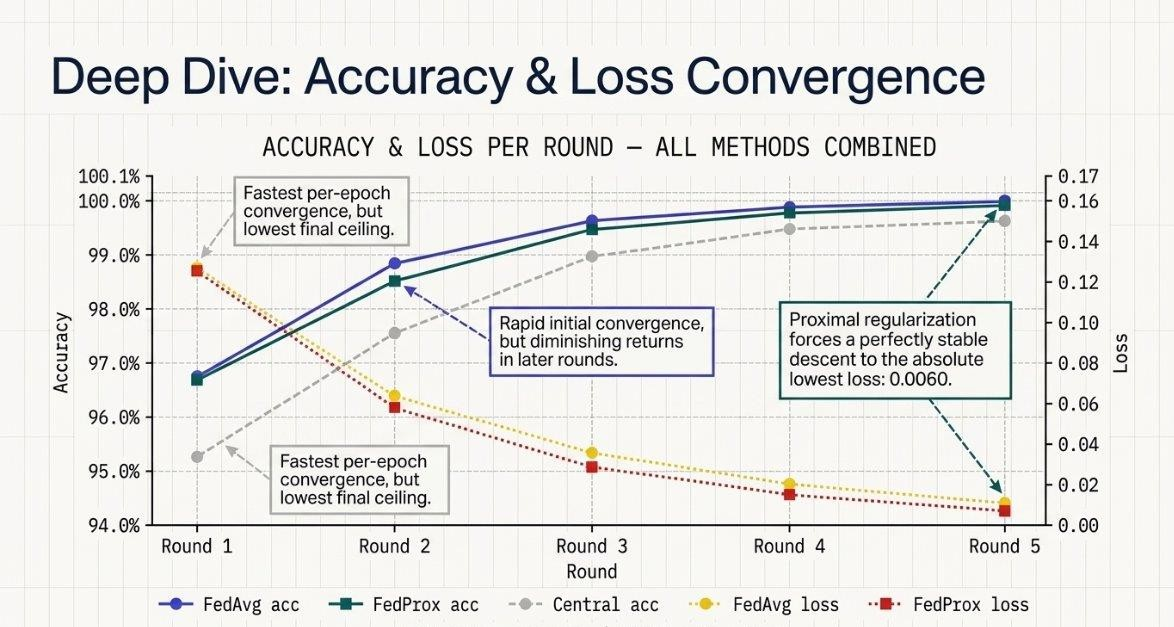 Deep Dive: Accuracy & Loss Convergence
ACCURACY & LOSS PER ROUND — ALL METHODS COMBINED
100.1%
100.0%
99.0%
98.0%
97.0%
96.0%
95.0%
94.0%
Accuracy
Fastest per-epoch
convergence, but
lowest final ceiling.
Rapid initial convergence,
but diminishing returns
in later rounds.
Proximal regularization
forces a perfectly stable
descent to the absolute
lowest loss: 0.0060.
Fastest per-epoch
convergence, but
lowest final ceiling.
0.17
0.16
0.14
0.12
0.10
0.08
0.06
0.04
0.02
0.00
Loss
Round 1 Round 2 Round 3 Round 4 Round 5
Round
FedAvg acc FedProx acc Central acc FedAvg loss FedProx loss